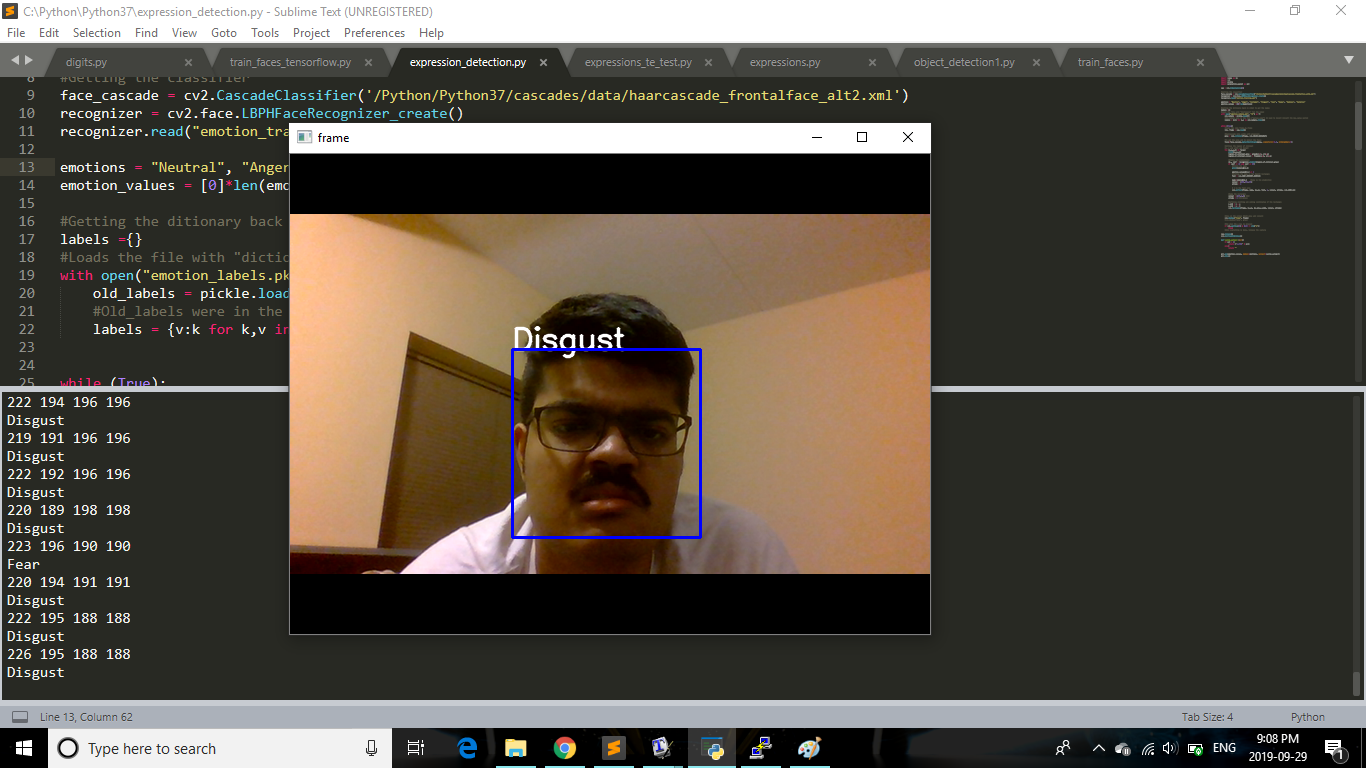 C:\Python\Python37\expression_detection.py - Sublime Text (UNREGISTERED)
File Edit Selection Find View Goto Tools Project Preferences Help
digits.py train_faces_tensorflow.py expression_detection.py expressions_te_test.py expressions.py object_detection1.py train_faces.py
8 #Getting the classifier
9 face_cascade = cv2.CascadeClassifier('/Python/Python37/cascades/data/haarcascade_frontalface_alt2.xml')
10 recognizer = cv2.face.LBPHFaceRecognizer_create()
11 recognizer.read("emotion_tra
12
13 emotions = "Neutral", "Anger
14 emotion_values = [0]*len(emo
15
16 #Getting the ditionary back
17 labels ={}
18 #Loads the file with "dictio
19 with open("emotion_labels.pk
20 old_labels = pickle.load
21 #Old_labels were in the
22 labels = {v:k for k,v in
23
24
25 while (True):
frame
Disgust
222 194 196 196
Disgust
219 191 196 196
Disgust
222 192 196 196
Disgust
220 189 198 198
Disgust
223 196 190 190
Fear
220 194 191 191
Disgust
222 195 188 188
Disgust
226 195 188 188
Disgust
Line 13, Column 62 Tab Size: 4 Python
Type here to search
ENG
9:08 PM
2019-09-29
1